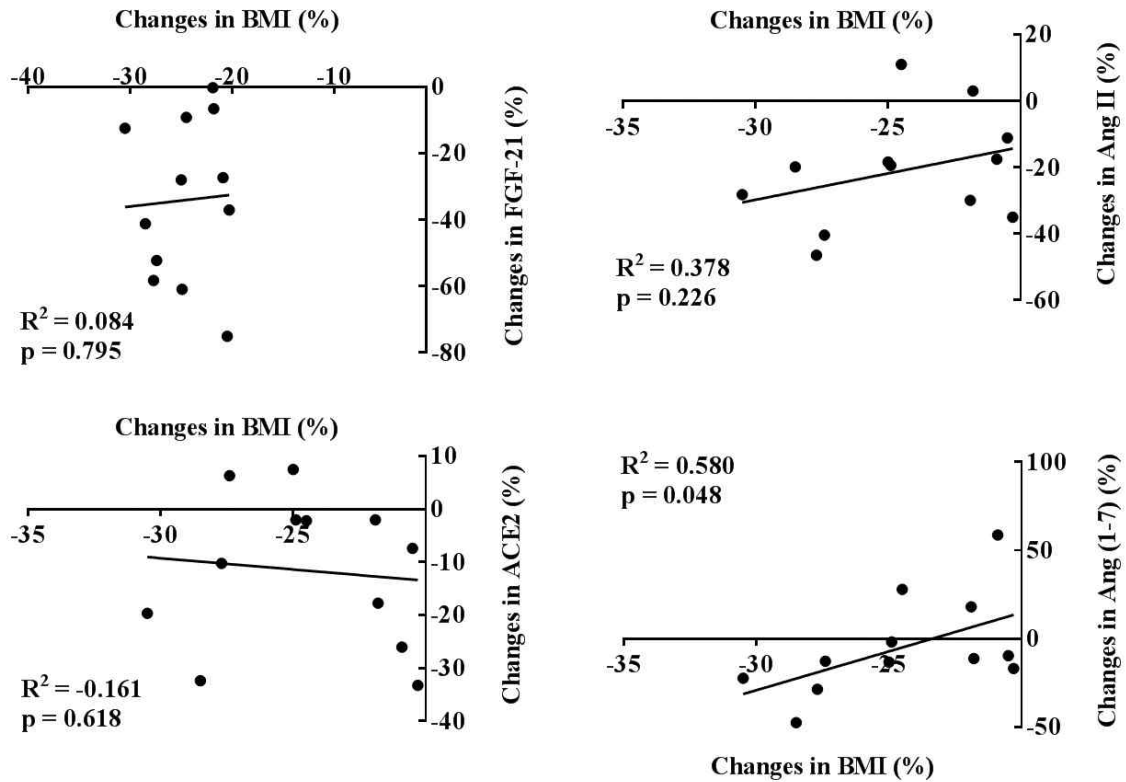 Changes in BMI (%)
-40 -30 -20 -10
0
-20
-40
-60
-80
Changes in FGF-21 (%)
R² = 0.084
p = 0.795
Changes in BMI (%)
-35 -30 -25
20
0
-20
-40
-60
Changes in Ang II (%)
R² = 0.378
p = 0.226
Changes in BMI (%)
-35 -30 -25
10
0
-10
-20
-30
-40
Changes in ACE2 (%)
R² = -0.161
p = 0.618
R² = 0.580
p = 0.048
-35 -30 -25
100
50
0
-50
Changes in Ang (1-7) (%)
Changes in BMI (%)